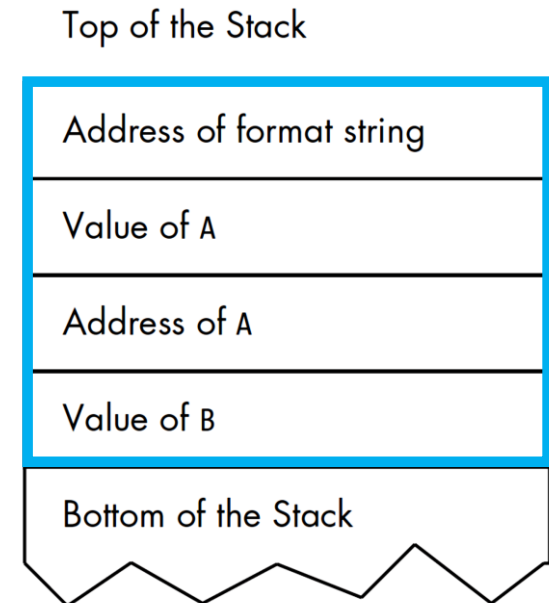 Top of the Stack
Address of format string
Value of A
Address of A
Value of B
Bottom of the Stack